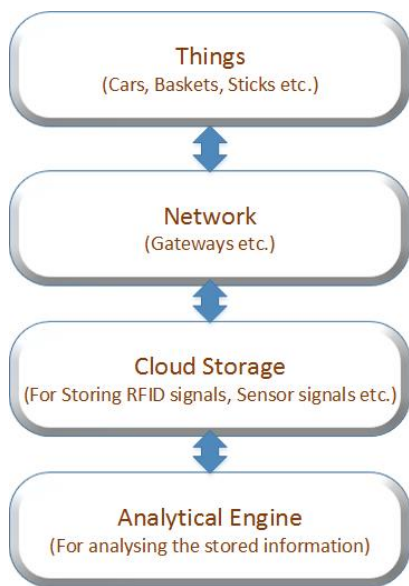 Things
(Cars, Baskets, Sticks etc.)
Network
(Gateways etc.)
Cloud Storage
(For Storing RFID signals, Sensor signals etc.)
Analytical Engine
(For analysing the stored information)